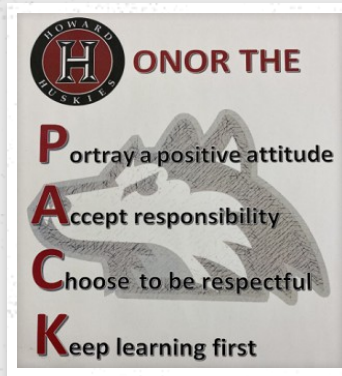 HOWARD
H ONOR THE
HUSKIES
Portray a positive attitude
Accept responsibility
Choose to be respectful
Keep learning first